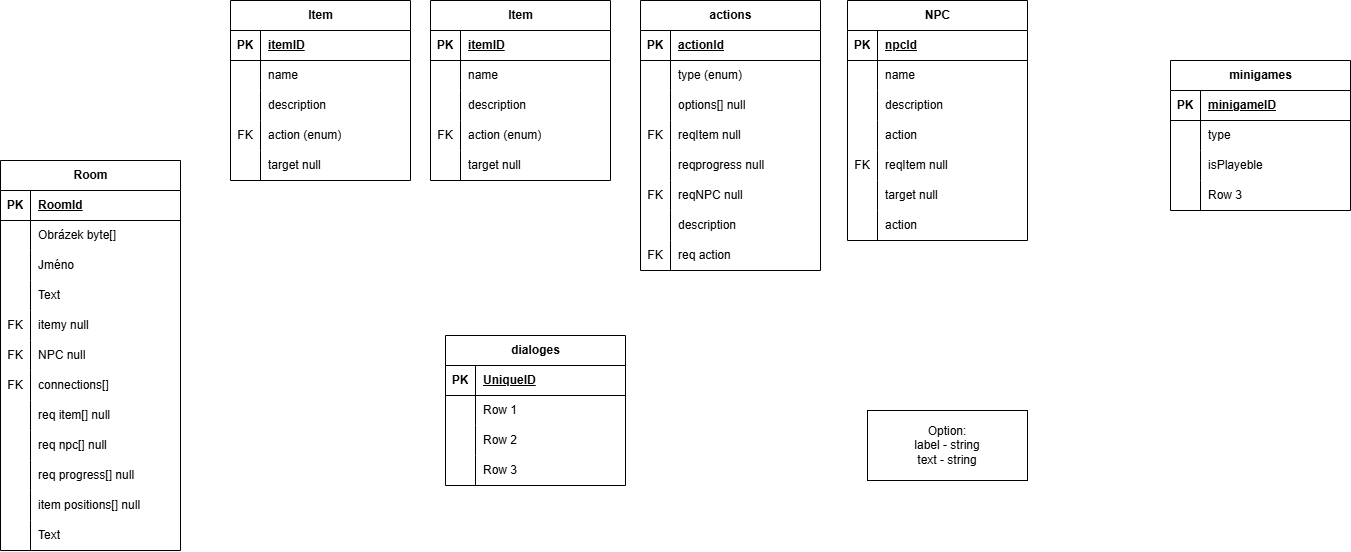 Item
PK itemID
name
description
FK action (enum)
target null
Item
PK itemID
name
description
FK action (enum)
target null
actions
PK actionId
type (enum)
options[] null
FK reqItem null
reqprogress null
FK reqNPC null
description
FK req action
NPC
PK npcId
name
description
action
FK reqItem null
target null
action
minigames
PK minigameID
type
isPlayeble
Row 3
Room
PK RoomId
Obrázek byte[]
Jméno
Text
FK itemy null
FK NPC null
FK connections[]
req item[] null
req npc[] null
req progress[] null
item positions[] null
Text
dialoges
PK UniqueID
Row 1
Row 2
Row 3
Option:
label - string
text - string